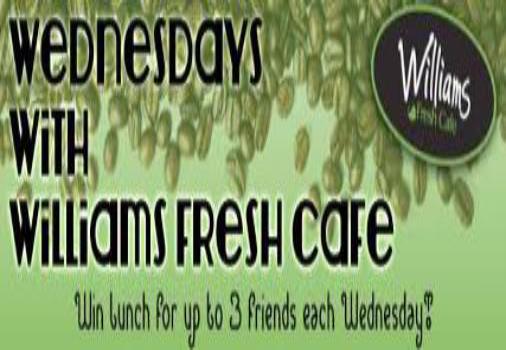 WEDNESDAYS
WITH
WILLIAMS FRESH CAFE
Win lunch for up to 3 friends each Wednesday!
Williams
Fresh Cafe